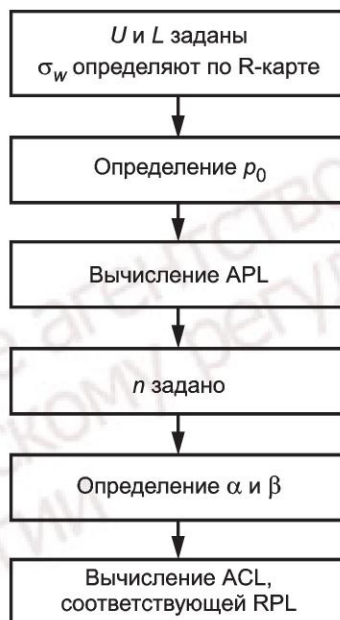 U и L заданы
σw определяют по R-карте
Определение p0
Вычисление APL
n задано
Определение α и β
Вычисление ACL,
соответствующей RPL